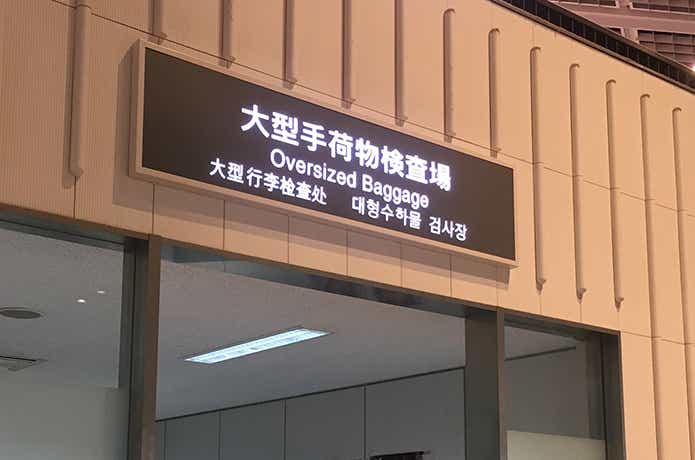 大型手荷物検査場
Oversized Baggage
大型行李检查处 대형수하물 검사장